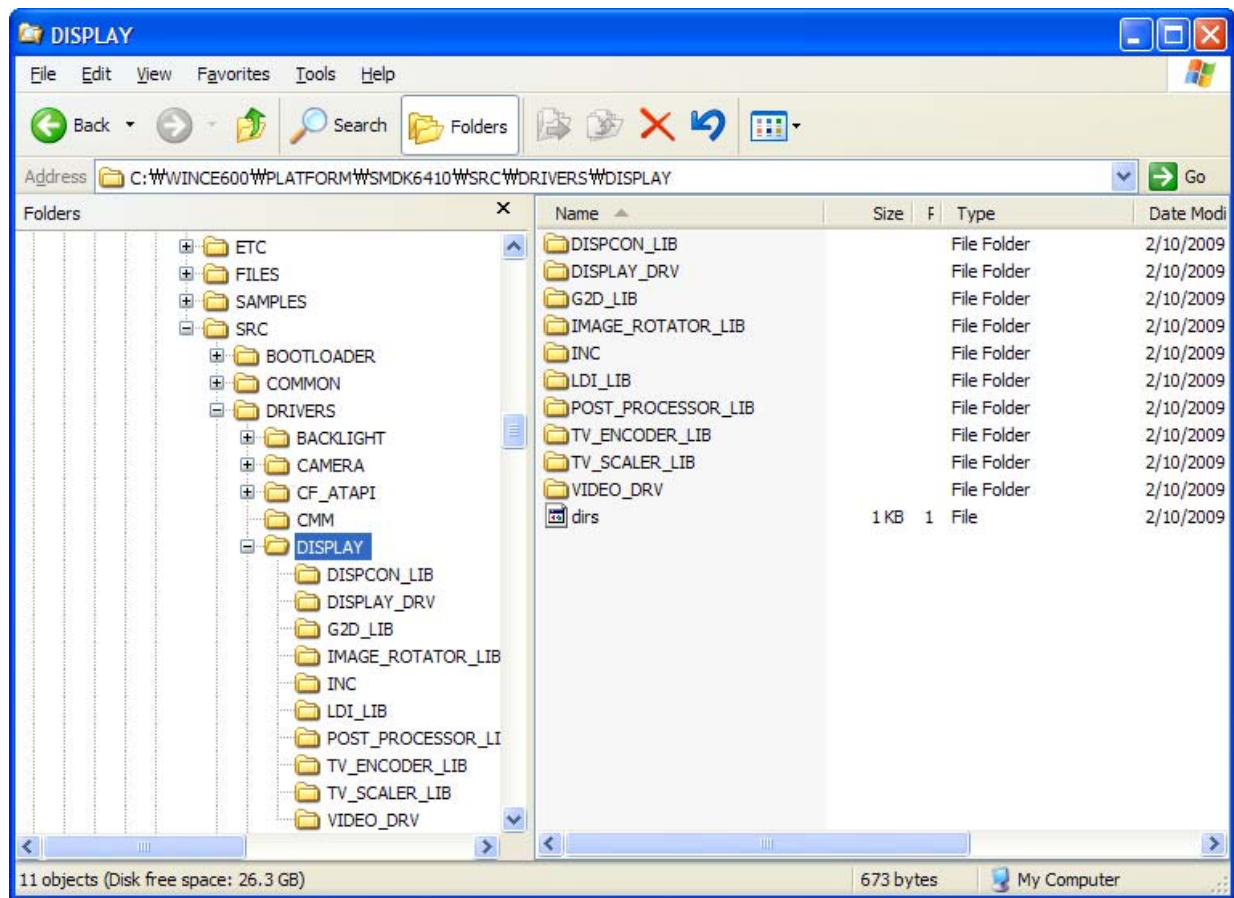 DISPLAY
File Edit View Favorites Tools Help
Back Search Folders
Address C:₩WINCE600₩PLATFORM₩SMDK6410₩SRC₩DRIVERS₩DISPLAY Go
Folders x
ETC
FILES
SAMPLES
SRC
BOOTLOADER
COMMON
DRIVERS
BACKLIGHT
CAMERA
CF_ATAPI
CMM
DISPLAY
DISPCON_LIB
DISPLAY_DRV
G2D_LIB
IMAGE_ROTATOR_LIB
INC
LDI_LIB
POST_PROCESSOR_LI
TV_ENCODER_LIB
TV_SCALER_LIB
VIDEO_DRV
Name Size F Type Date Modi
DISPCON_LIB File Folder 2/10/2009
DISPLAY_DRV File Folder 2/10/2009
G2D_LIB File Folder 2/10/2009
IMAGE_ROTATOR_LIB File Folder 2/10/2009
INC File Folder 2/10/2009
LDI_LIB File Folder 2/10/2009
POST_PROCESSOR_LIB File Folder 2/10/2009
TV_ENCODER_LIB File Folder 2/10/2009
TV_SCALER_LIB File Folder 2/10/2009
VIDEO_DRV File Folder 2/10/2009
dirs 1 KB 1 File 2/10/2009
11 objects (Disk free space: 26.3 GB) 673 bytes My Computer